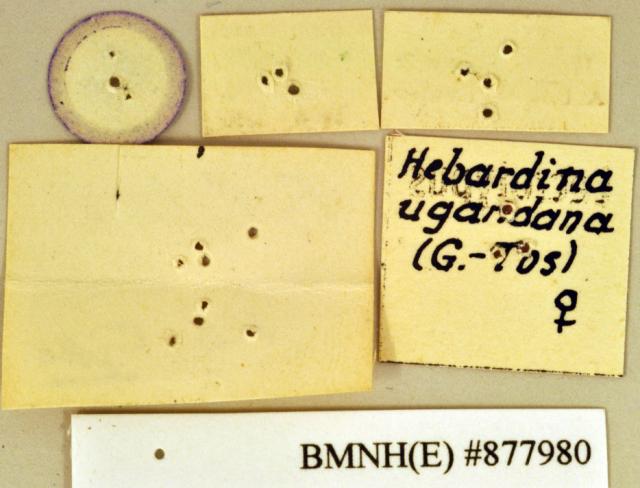 Hebardina
ugandana
(G.-Tos)
♀
BMNH(E) #877980